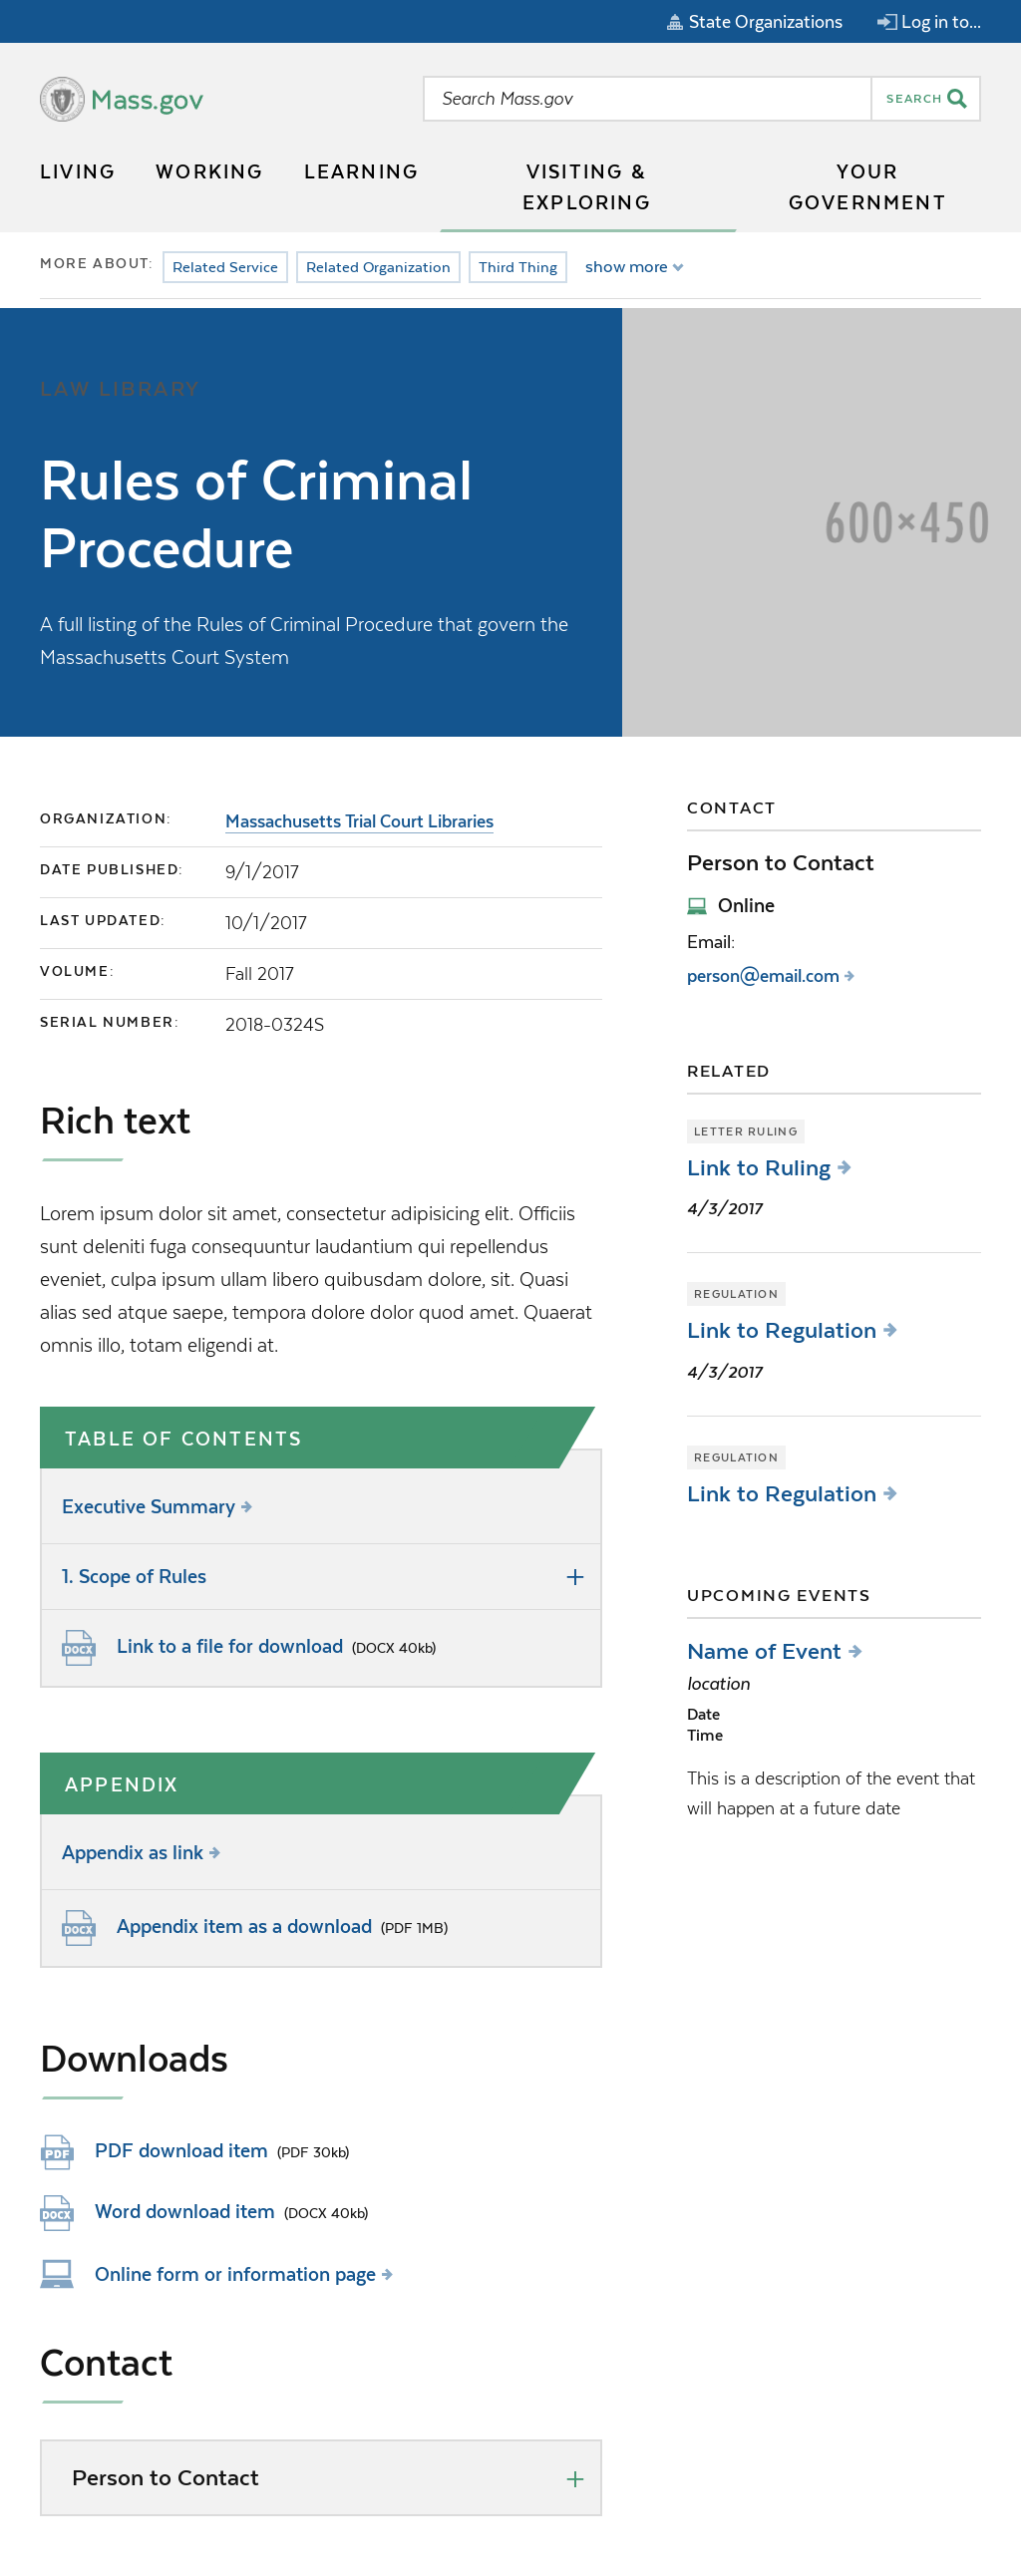 State Organizations
Log in to...
Mass.gov
Search Mass.gov
SEARCH
LIVING
WORKING
LEARNING
VISITING &
EXPLORING
YOUR
GOVERNMENT
MORE ABOUT:
Related Service
Related Organization
Third Thing
show more
LAW LIBRARY
Rules of Criminal
Procedure
A full listing of the Rules of Criminal Procedure that govern the
Massachusetts Court System
600×450
ORGANIZATION:
Massachusetts Trial Court Libraries
DATE PUBLISHED:
9/1/2017
LAST UPDATED:
10/1/2017
VOLUME:
Fall 2017
SERIAL NUMBER:
2018-0324S
Rich text
Lorem ipsum dolor sit amet, consectetur adipisicing elit. Officiis
sunt deleniti fuga consequuntur laudantium qui repellendus
eveniet, culpa ipsum ullam libero quibusdam dolore, sit. Quasi
alias sed atque saepe, tempora dolore dolor quod amet. Quaerat
omnis illo, totam eligendi at.
TABLE OF CONTENTS
Executive Summary
1. Scope of Rules
DOCX
Link to a file for download (DOCX 40kb)
APPENDIX
Appendix as link
DOCX
Appendix item as a download (PDF 1MB)
Downloads
PDF
PDF download item (PDF 30kb)
DOCX
Word download item (DOCX 40kb)
Online form or information page
Contact
Person to Contact
CONTACT
Person to Contact
Online
Email:
person@email.com
RELATED
LETTER RULING
Link to Ruling
4/3/2017
REGULATION
Link to Regulation
4/3/2017
REGULATION
Link to Regulation
UPCOMING EVENTS
Name of Event
location
Date
Time
This is a description of the event that
will happen at a future date